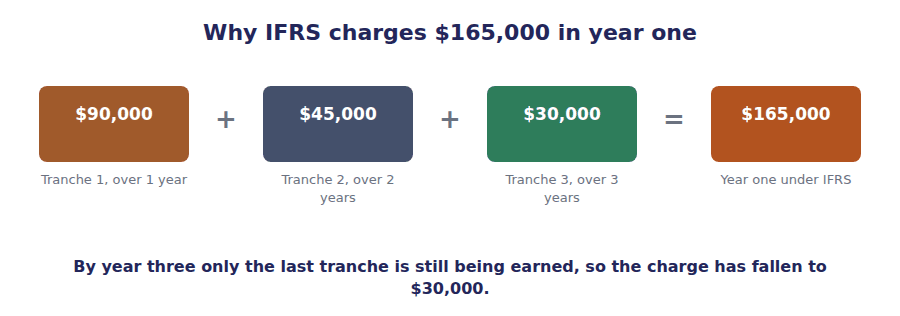 Why IFRS charges $165,000 in year one
$90,000 + $45,000 + $30,000 = $165,000
Tranche 1, over 1 year
Tranche 2, over 2
years
Tranche 3, over 3
years
Year one under IFRS
By year three only the last tranche is still being earned, so the charge has fallen to
$30,000.